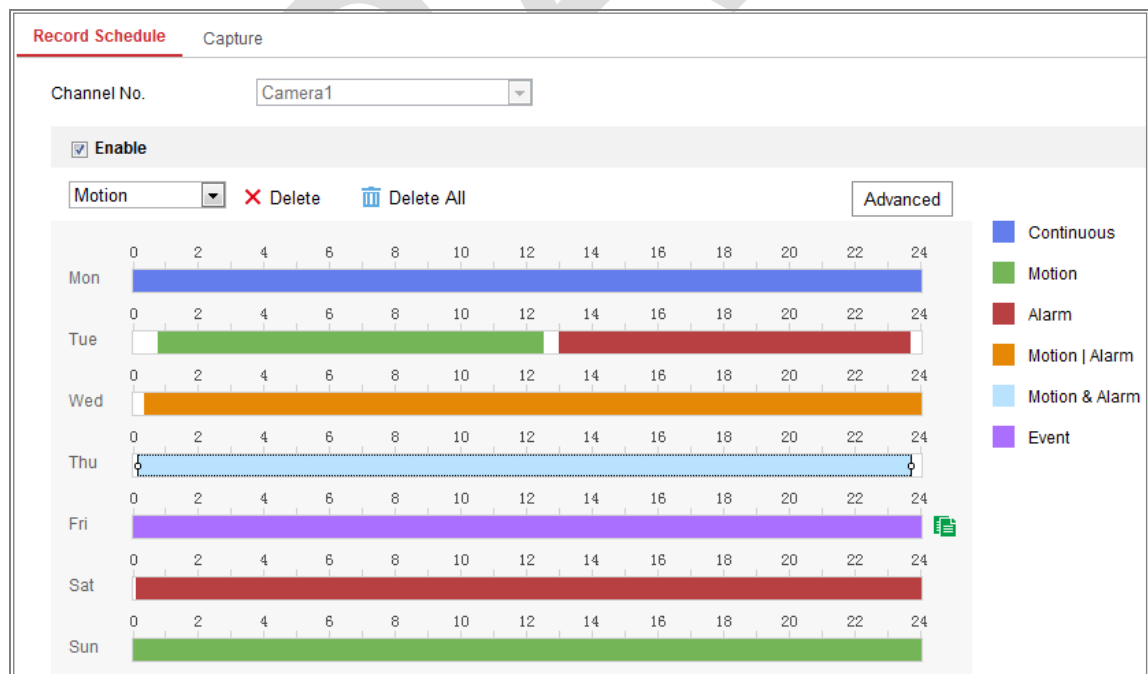 Record Schedule Capture
Channel No. Camera1
Enable
Motion Delete Delete All Advanced
Continuous
Motion
Alarm
Motion | Alarm
Motion & Alarm
Event
0 2 4 6 8 10 12 14 16 18 20 22 24
Mon
0 2 4 6 8 10 12 14 16 18 20 22 24
Tue
0 2 4 6 8 10 12 14 16 18 20 22 24
Wed
0 2 4 6 8 10 12 14 16 18 20 22 24
Thu
0 2 4 6 8 10 12 14 16 18 20 22 24
Fri
0 2 4 6 8 10 12 14 16 18 20 22 24
Sat
0 2 4 6 8 10 12 14 16 18 20 22 24
Sun